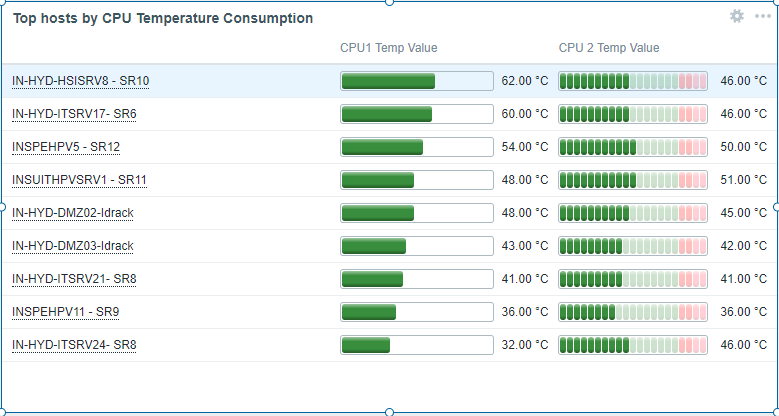 Top hosts by CPU Temperature Consumption
CPU1 Temp Value CPU 2 Temp Value
IN-HYD-HSISRV8 - SR10 62.00 °C 46.00 °C
IN-HYD-ITSRV17- SR6 60.00 °C 46.00 °C
INSPEHPV5 - SR12 54.00 °C 50.00 °C
INSUITHPVSRV1 - SR11 48.00 °C 51.00 °C
IN-HYD-DMZ02-Idrack 48.00 °C 45.00 °C
IN-HYD-DMZ03-Idrack 43.00 °C 42.00 °C
IN-HYD-ITSRV21- SR8 41.00 °C 41.00 °C
INSPEHPV11 - SR9 36.00 °C 36.00 °C
IN-HYD-ITSRV24- SR8 32.00 °C 46.00 °C